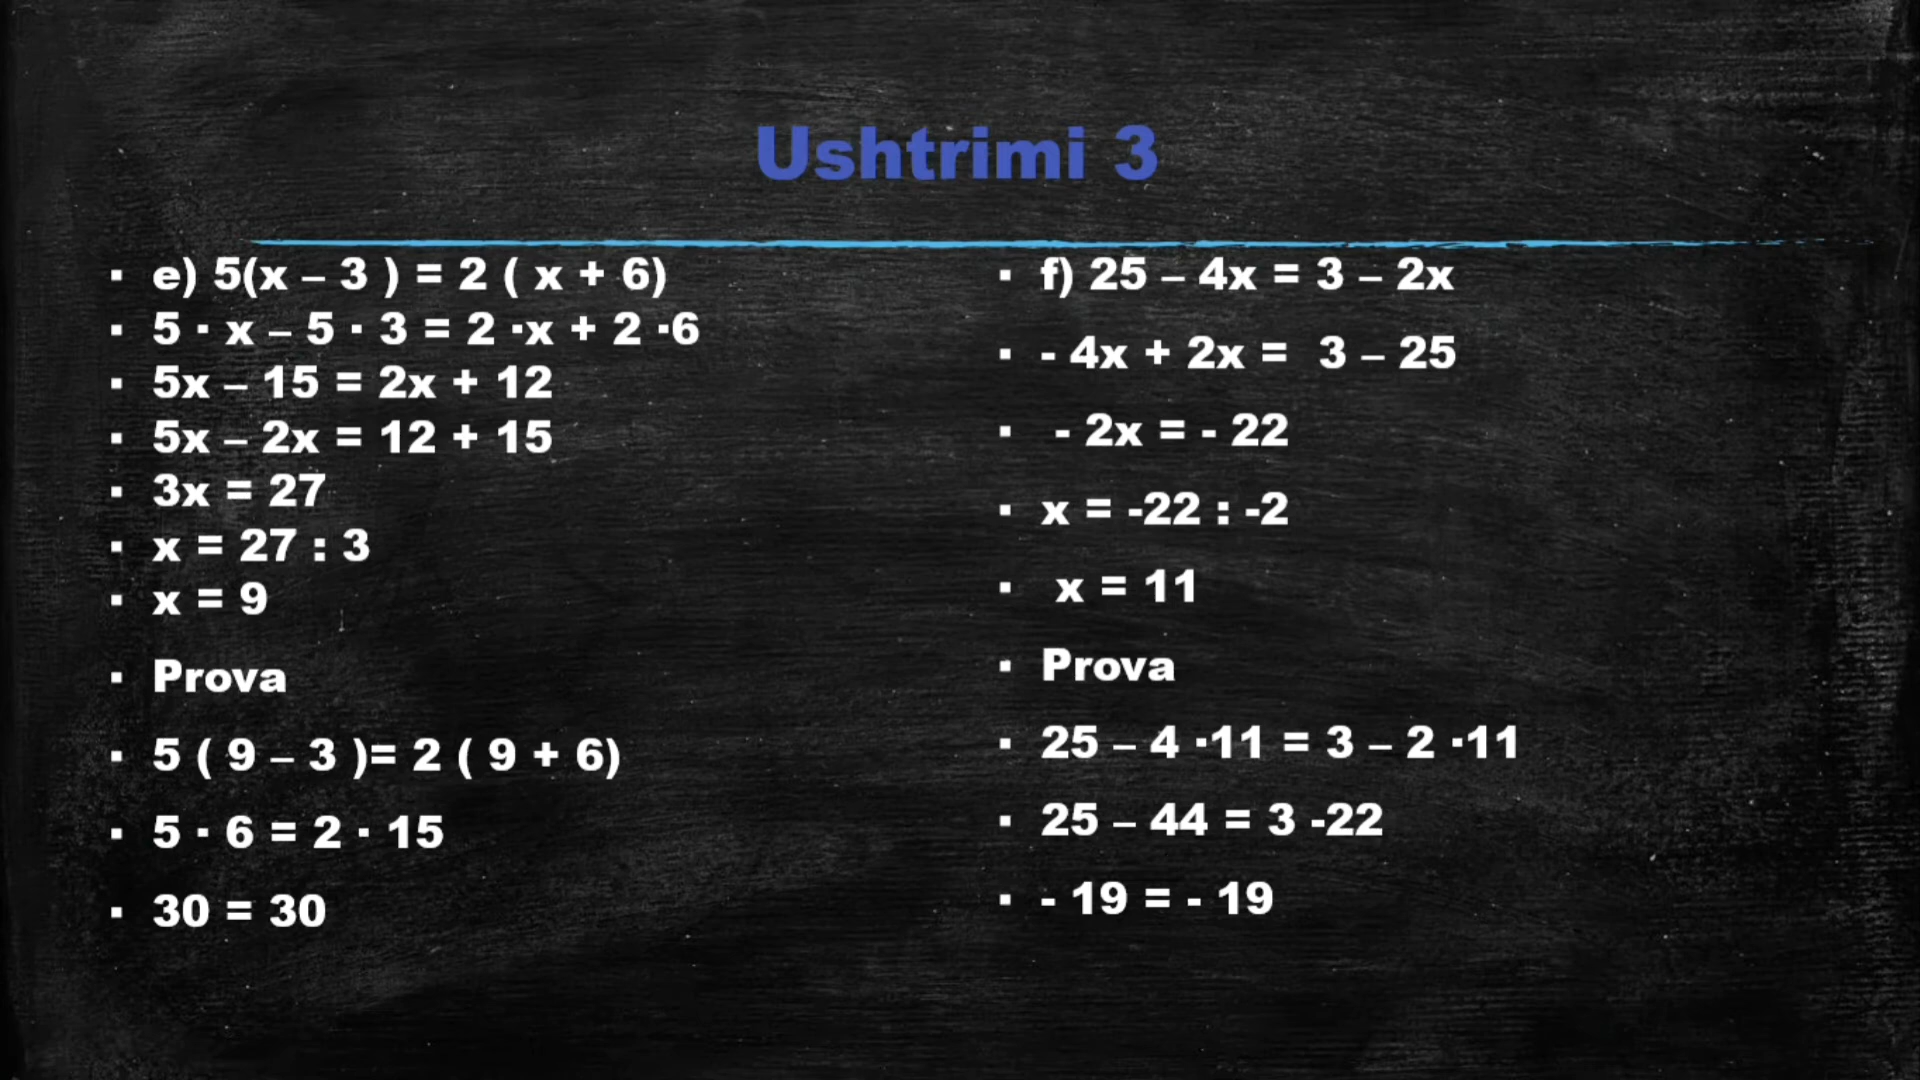 Ushtrimi 3
▪ e) 5(x – 3 ) = 2 ( x + 6)
▪ 5 · x – 5 · 3 = 2 ·x + 2 ·6
▪ 5x – 15 = 2x + 12
▪ 5x – 2x = 12 + 15
▪ 3x = 27
▪ x = 27 : 3
▪ x = 9
▪ Prova
▪ 5 ( 9 – 3 )= 2 ( 9 + 6)
▪ 5 · 6 = 2 · 15
▪ 30 = 30
▪ f) 25 – 4x = 3 – 2x
▪ - 4x + 2x = 3 – 25
▪ - 2x = - 22
▪ x = -22 : -2
▪ x = 11
▪ Prova
▪ 25 – 4 ·11 = 3 – 2 ·11
▪ 25 – 44 = 3 -22
▪ - 19 = - 19